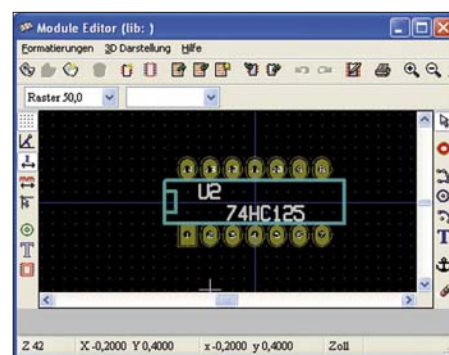 Module Editor (lib: )
Formatierungen 3D Darstellung Hilfe
Raster 50,0
U2
74HC125
Z 42 X -0,2000 Y 0,4000 x -0,2000 y 0,4000 Zoll